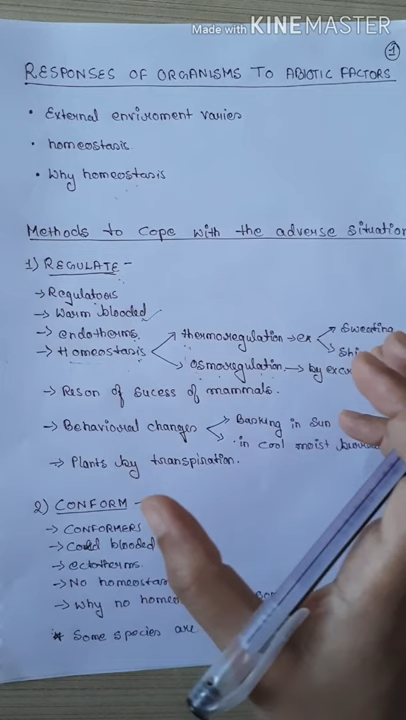 Made with KINEMASTER
1
RESPONSES OF ORGANISMS TO ABIOTIC FACTORS
• External enviroment varies
• homeostasis.
• Why homeostasis
Methods to Cope with the adverse situation
1) REGULATE -
→ Regulators
→ Warm blooded
→ endotherms.
→ Homeostasis → thermoregulation → ex → Sweating
→ osmoregulation → by
→ Reson of Sucess of mammals.
→ Behavioural changes → Basking in Sun
• in cool moist
→ Plants by transpiration.
2) CONFORM -
→ CONFORMERS
→ Could blooded
→ ectotherms.
→ No
→ Why no
* Some species are